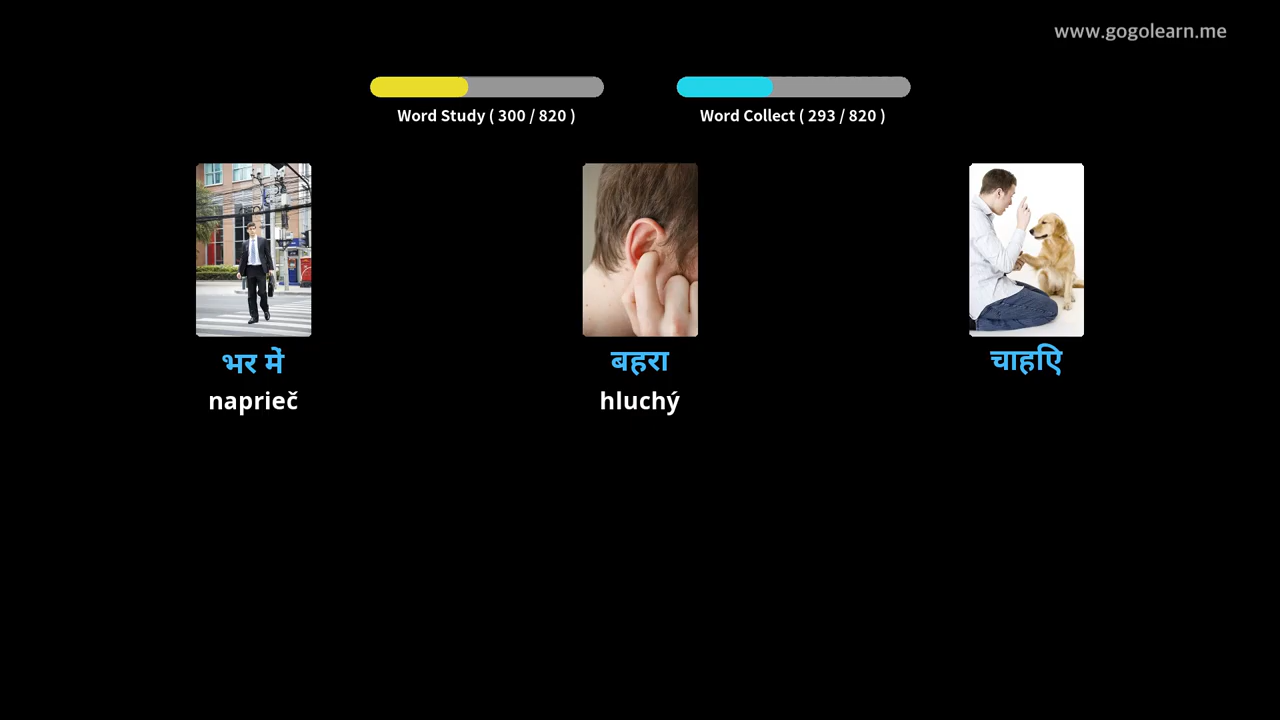 www.gogolearn.me
Word Study ( 300 / 820 )
Word Collect ( 293 / 820 )
भर में
बहरा
चाहिए
naprieč
hluchý